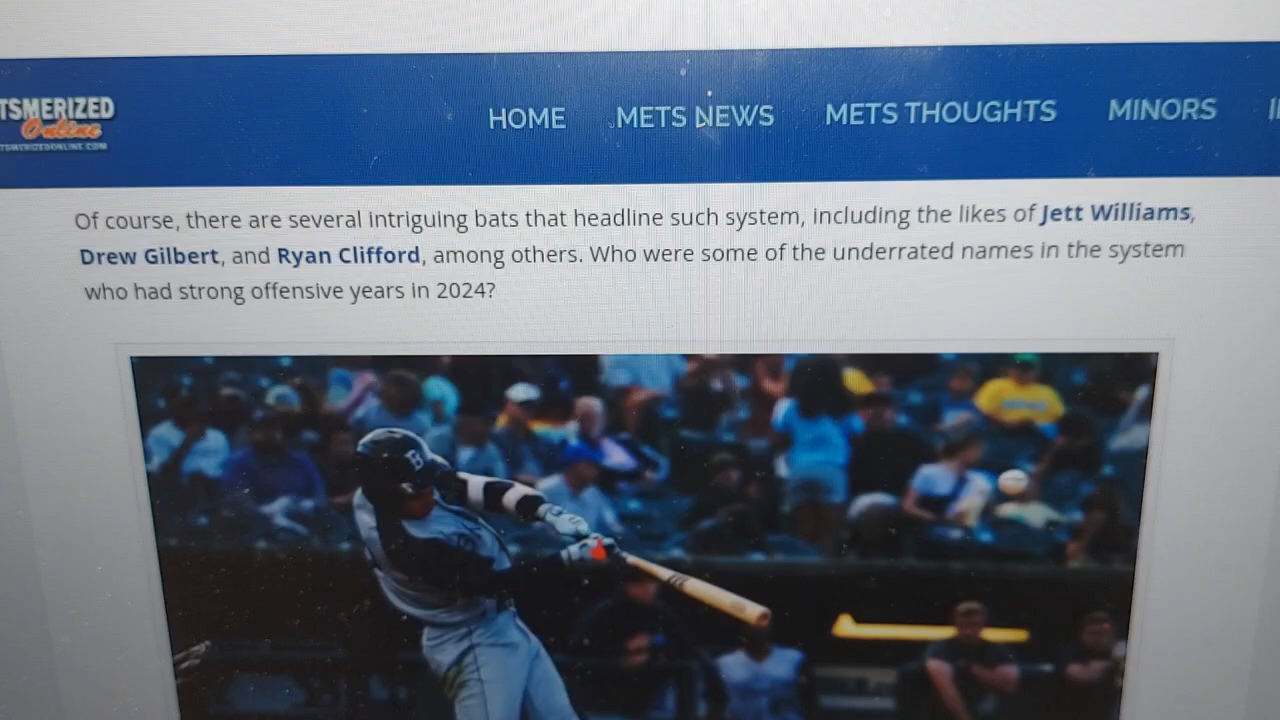 TSMERIZED
Online
TSMERIZEDONLINE.COM
HOME METS NEWS METS THOUGHTS MINORS
Of course, there are several intriguing bats that headline such system, including the likes of Jett Williams,
Drew Gilbert, and Ryan Clifford, among others. Who were some of the underrated names in the system
who had strong offensive years in 2024?
B